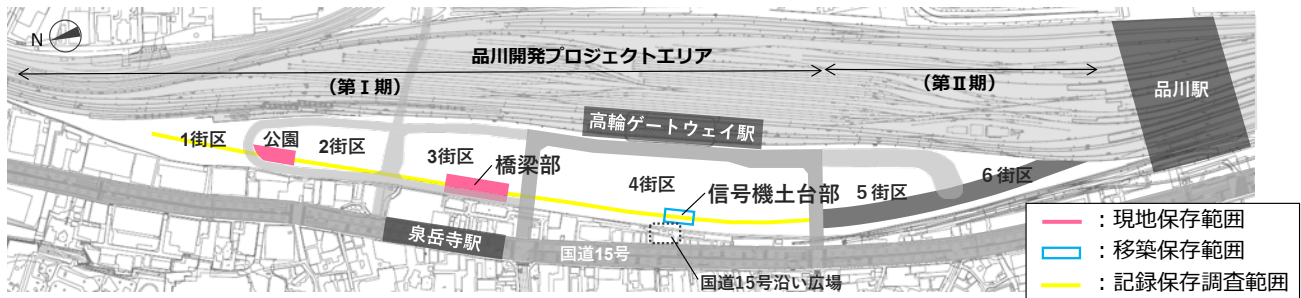 N
品川開発プロジェクトエリア
(第Ⅰ期)
(第Ⅱ期)
品川駅
高輪ゲートウェイ駅
1街区
公園
2街区
3街区
橋梁部
4街区
信号機土台部
5街区
6街区
泉岳寺駅
国道15号
国道15号沿い広場
：現地保存範囲
：移築保存範囲
：記録保存調査範囲